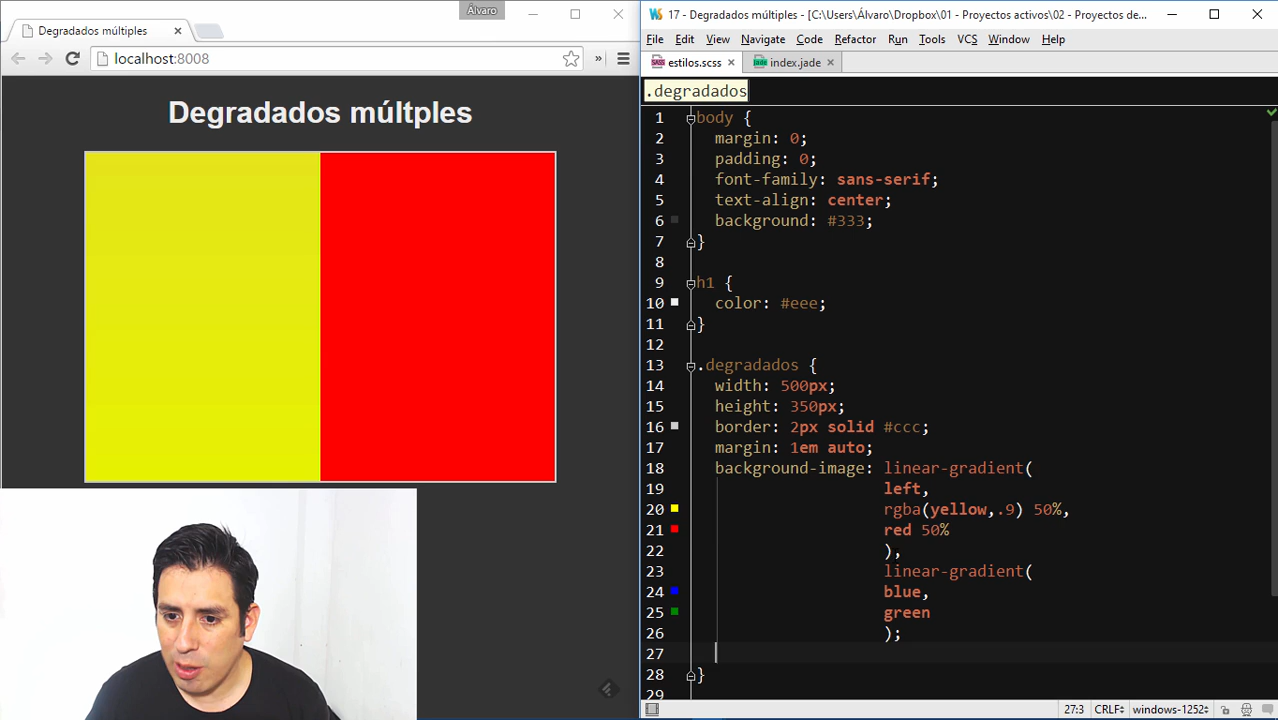 Álvaro
Degradados múltiples
localhost:8008
»
Degradados múltples
17 - Degradados múltiples - [C:\Users\Álvaro\Dropbox\01 - Proyectos activos\02 - Proyectos de...
File Edit View Navigate Code Refactor Run Tools VCS Window Help
estilos.scss index.jade
.degradados
1 body {
2 margin: 0;
3 padding: 0;
4 font-family: sans-serif;
5 text-align: center;
6 background: #333;
7 }
8
9 h1 {
10 color: #eee;
11 }
12
13 .degradados {
14 width: 500px;
15 height: 350px;
16 border: 2px solid #ccc;
17 margin: 1em auto;
18 background-image: linear-gradient(
19 left,
20 rgba(yellow,.9) 50%,
21 red 50%
22 ),
23 linear-gradient(
24 blue,
25 green
26 );
27
28 }
29
27:3 CRLF windows-1252